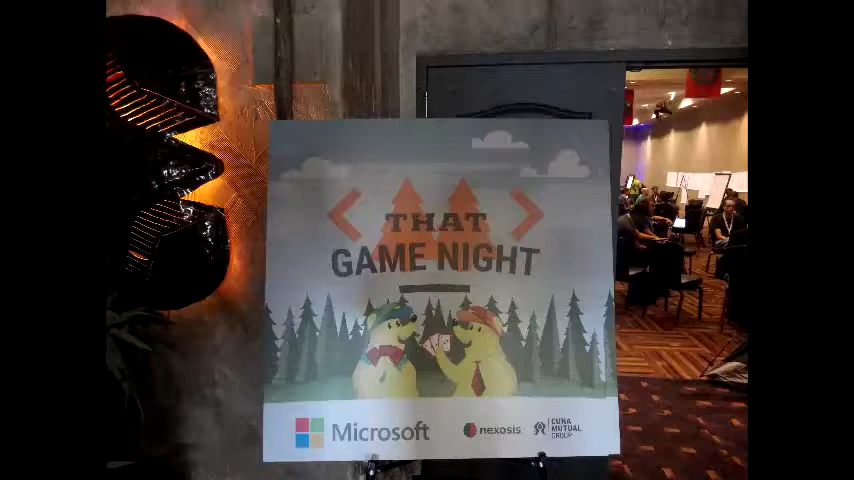 THAT
GAME NIGHT
Microsoft
nexosis
CUNA
MUTUAL
GROUP